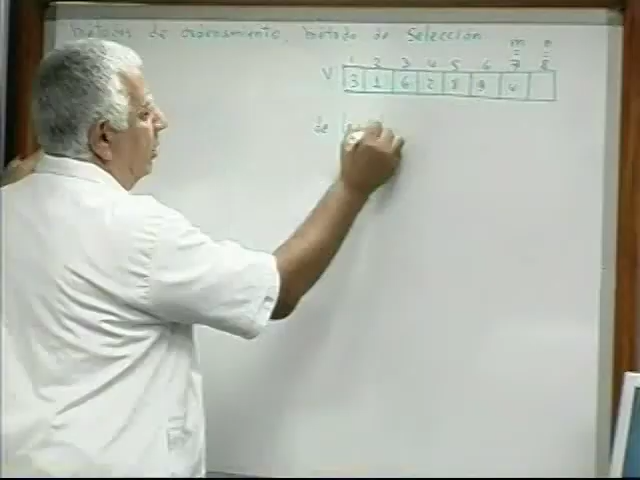 Métodos de ordenamiento, método de Selección
m n
= =
1 2 3 4 5 6 7 8
V 3 1 6 2 8 9 4
de